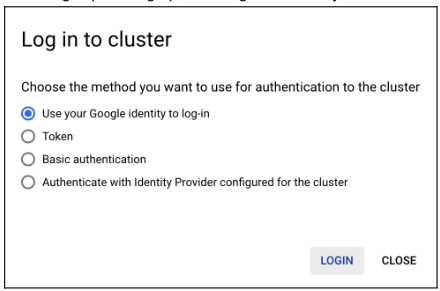 Log in to cluster
Choose the method you want to use for authentication to the cluster
Use your Google identity to log-in
Token
Basic authentication
Authenticate with Identity Provider configured for the cluster
LOGIN CLOSE